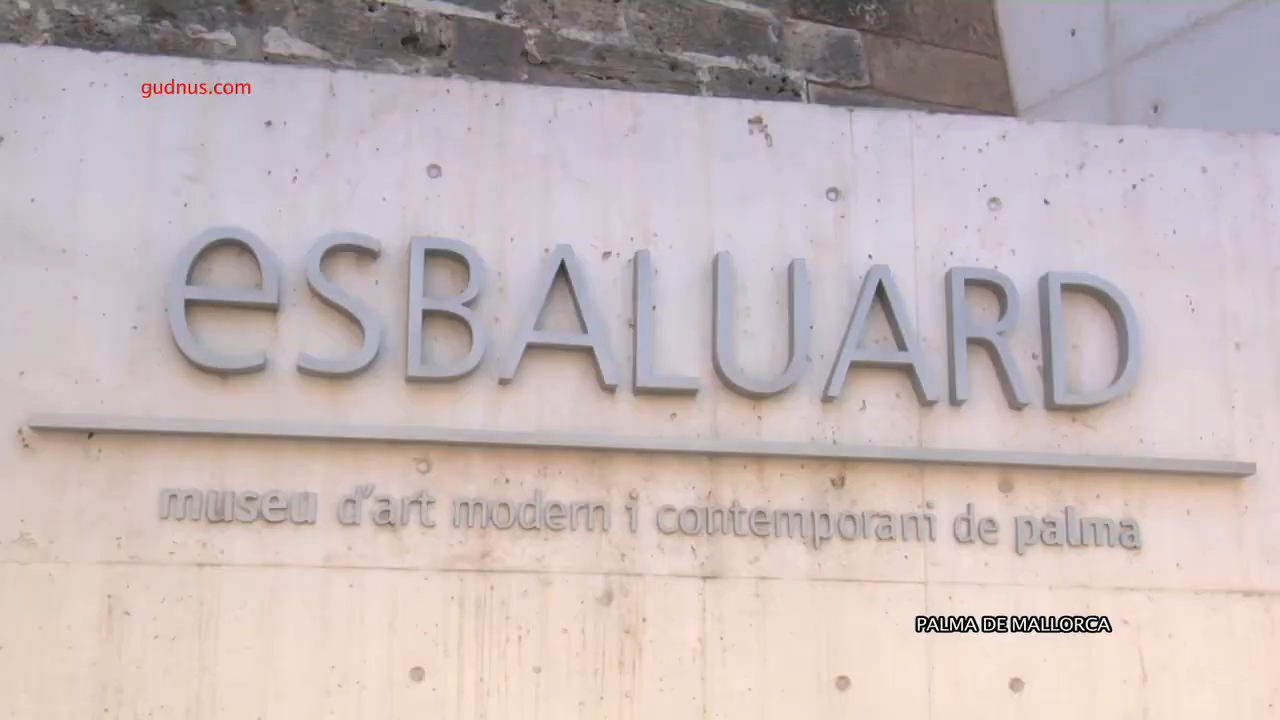 gudnus.com
esBALUARD
museu d'art modern i contemporani de palma
PALMA DE MALLORCA